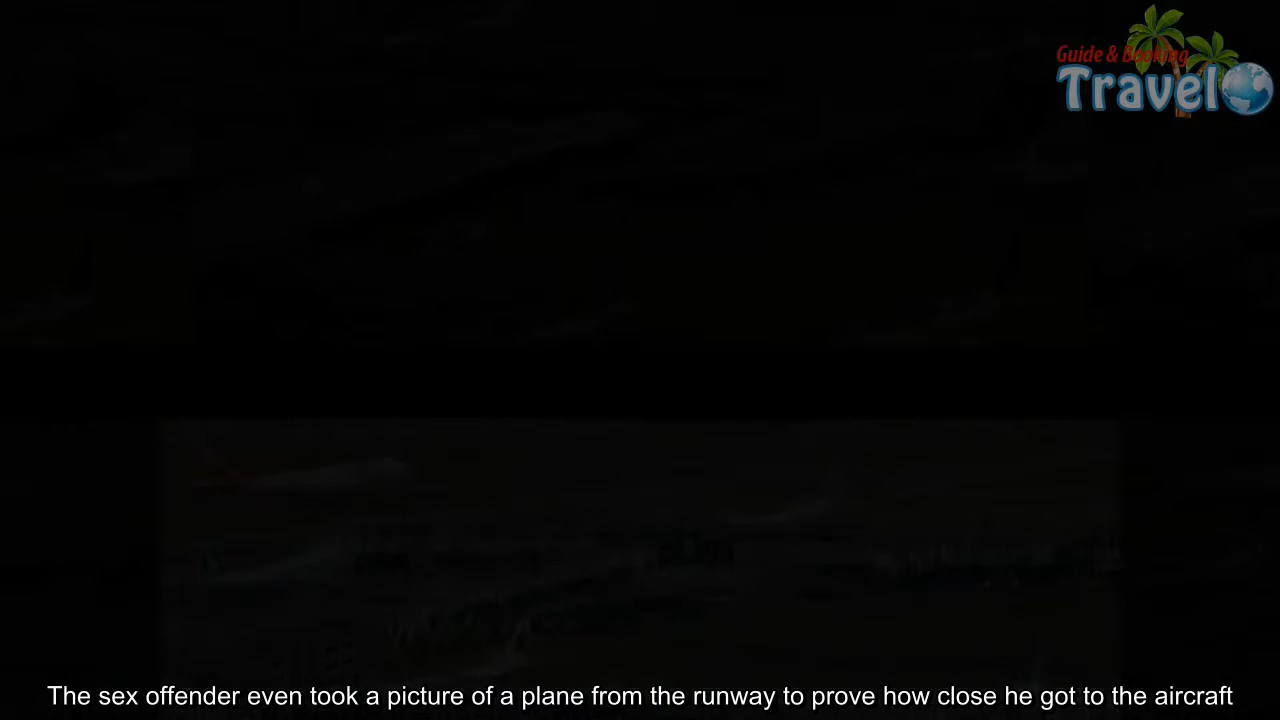 Guide & Booking
Travel
The sex offender even took a picture of a plane from the runway to prove how close he got to the aircraft